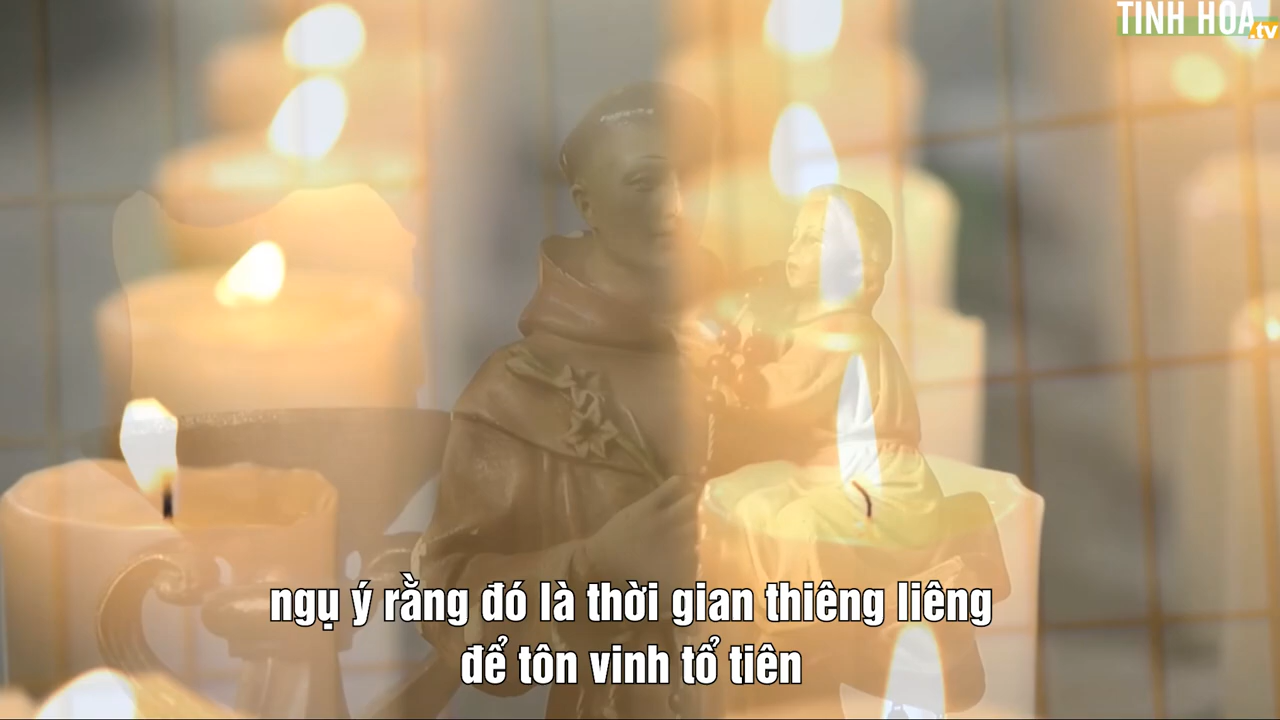 TINH HOA
.tv
ngụ ý rằng đó là thời gian thiêng liêng
để tôn vinh tổ tiên